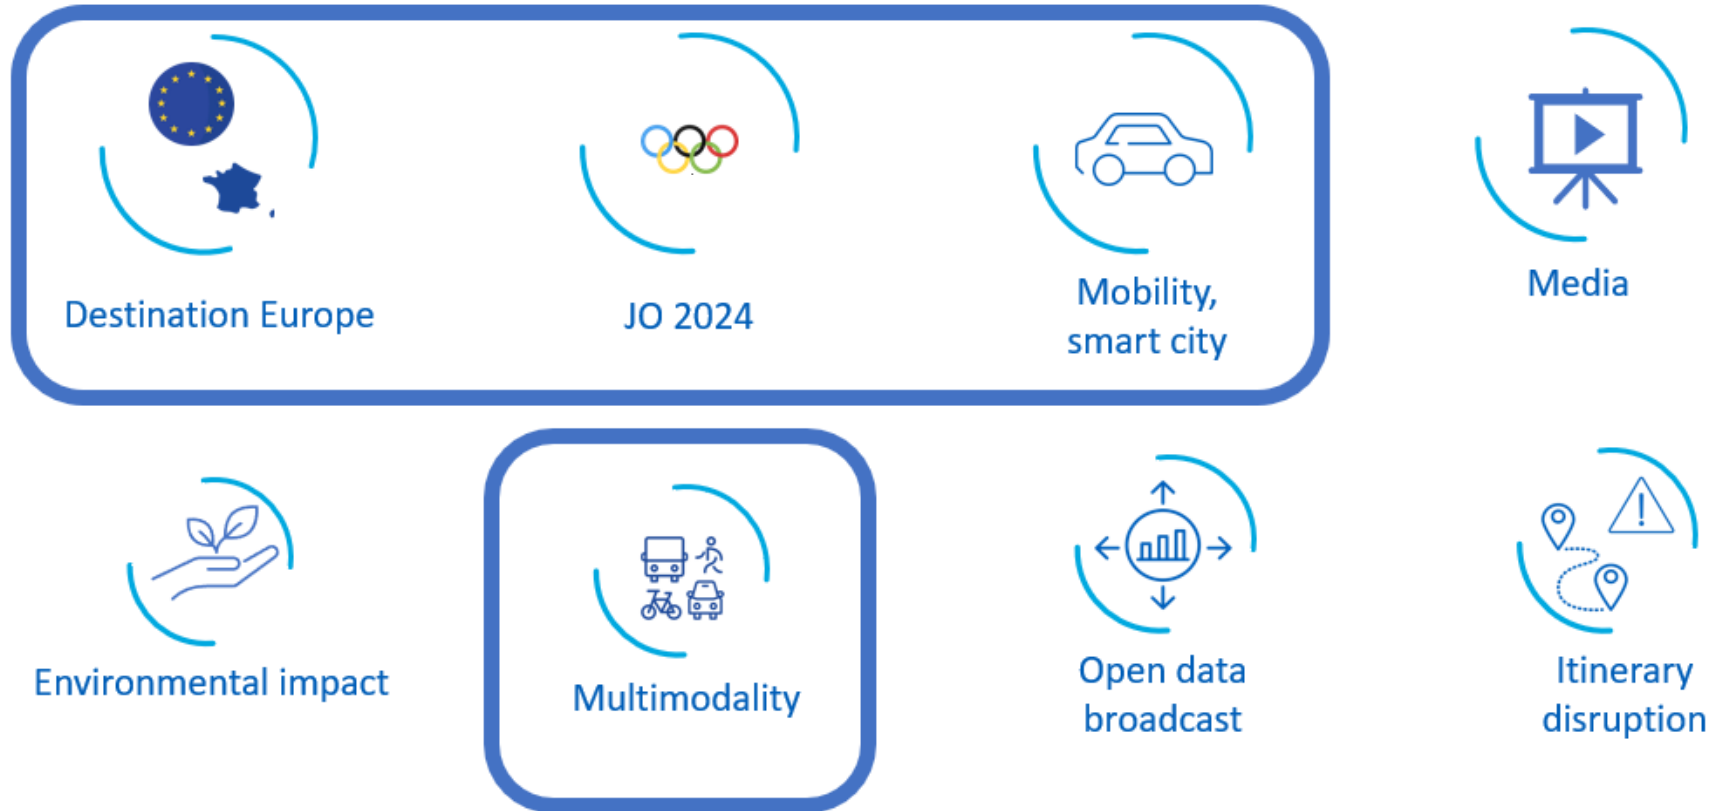 Destination Europe
JO 2024
Mobility,
smart city
Media
Environmental impact
Multimodality
Open data
broadcast
Itinerary
disruption